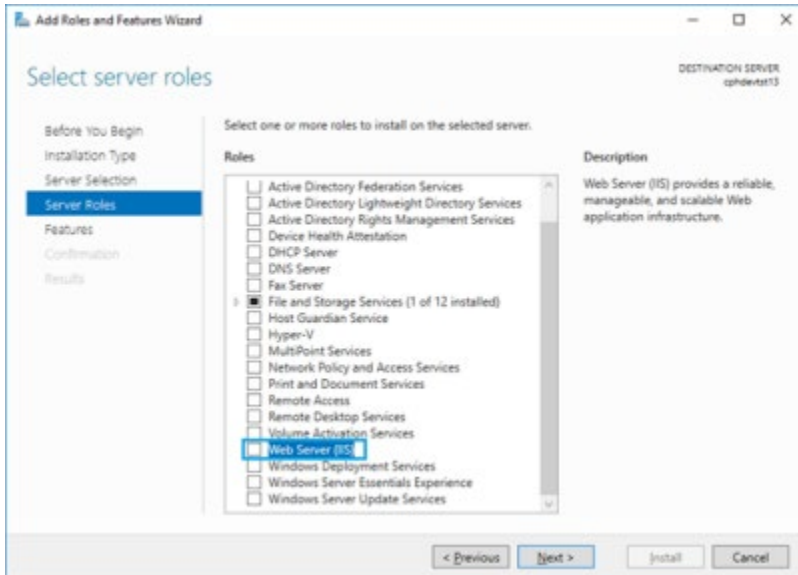 Add Roles and Features Wizard
Select server roles
DESTINATION SERVER
cphdevtst13
Before You Begin
Installation Type
Server Selection
Server Roles
Features
Confirmation
Results
Select one or more roles to install on the selected server.
Roles
Active Directory Federation Services
Active Directory Lightweight Directory Services
Active Directory Rights Management Services
Device Health Attestation
DHCP Server
DNS Server
Fax Server
File and Storage Services (1 of 12 installed)
Host Guardian Service
Hyper-V
MultiPoint Services
Network Policy and Access Services
Print and Document Services
Remote Access
Remote Desktop Services
Volume Activation Services
Web Server (IIS)
Windows Deployment Services
Windows Server Essentials Experience
Windows Server Update Services
Description
Web Server (IIS) provides a reliable,
manageable, and scalable Web
application infrastructure.
< Previous
Next >
Install
Cancel